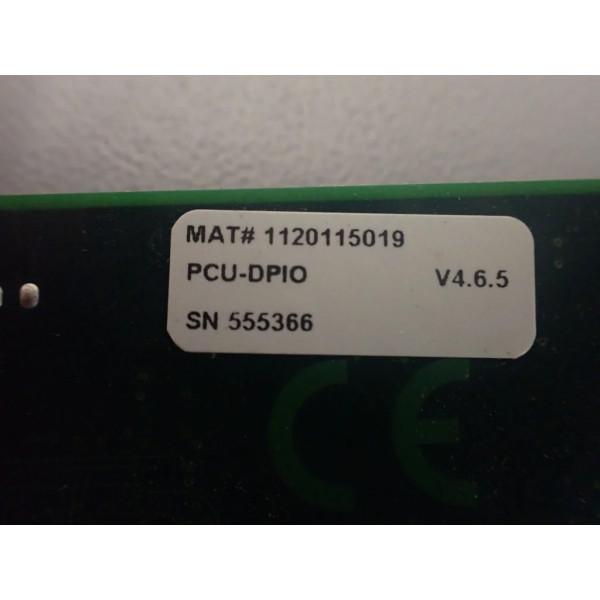 MAT# 1120115019
PCU-DPIO V4.6.5
SN 555366
CE